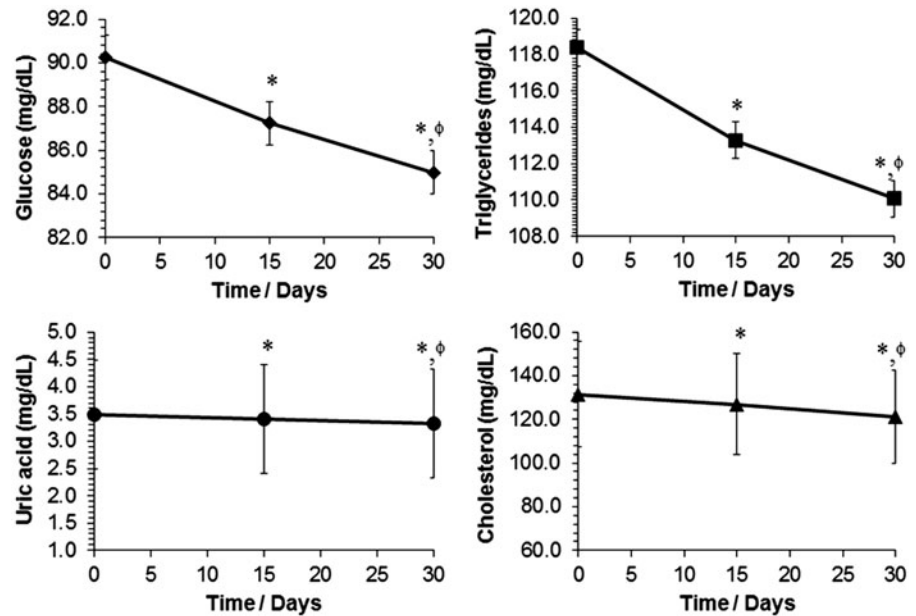 Glucose (mg/dL)
92.0
90.0
88.0
86.0
84.0
82.0
*
*,ϕ
0 5 10 15 20 25 30
Time / Days
Triglycerides (mg/dL)
120.0
118.0
116.0
114.0
112.0
110.0
108.0
*
*,ϕ
0 5 10 15 20 25 30
Time / Days
Uric acid (mg/dL)
5.0
4.5
4.0
3.5
3.0
2.5
2.0
1.5
1.0
*
*,ϕ
0 5 10 15 20 25 30
Time / Days
Cholesterol (mg/dL)
160.0
140.0
120.0
100.0
80.0
60.0
*
*,ϕ
0 5 10 15 20 25 30
Time / Days